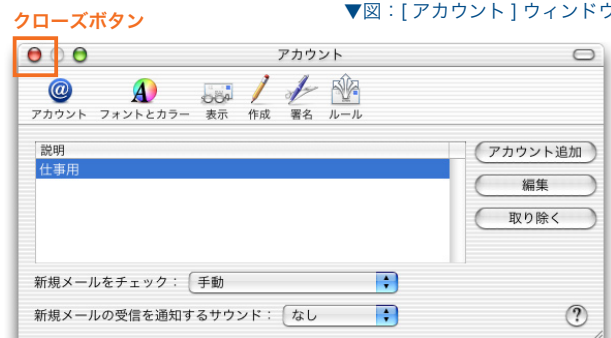 ▼図：[ アカウント ] ウィンドウ
クローズボタン
アカウント
アカウント フォントとカラー 表示 作成 署名 ルール
説明
仕事用
アカウント追加
編集
取り除く
新規メールをチェック： 手動
新規メールの受信を通知するサウンド： なし
?